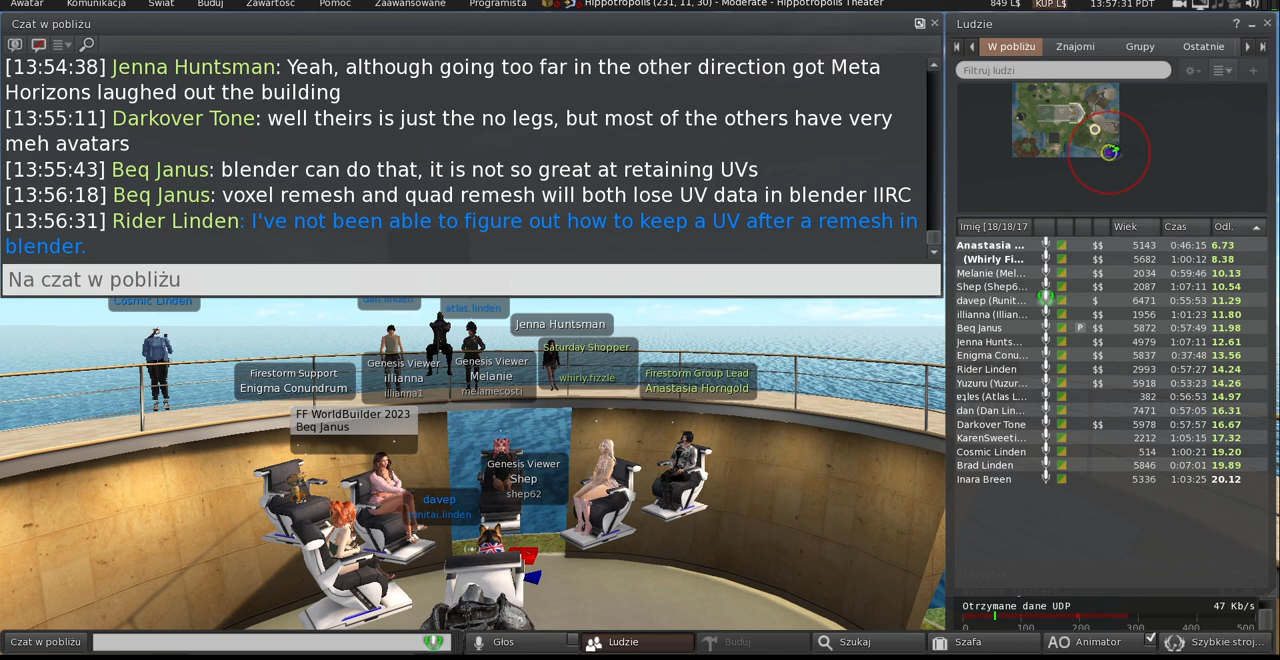 Awatar Komunikacja Świat Buduj Zawartość Pomoc Zaawansowane Programista Hippotropolis (231, 11, 30) - Moderate - Hippotropolis Theater 849 L$ KUP L$ 13:57:31 PDT
Czat w pobliżu
[13:54:38] Jenna Huntsman: Yeah, although going too far in the other direction got Meta
Horizons laughed out the building
[13:55:11] Darkover Tone: well theirs is just the no legs, but most of the others have very
meh avatars
[13:55:43] Beq Janus: blender can do that, it is not so great at retaining UVs
[13:56:18] Beq Janus: voxel remesh and quad remesh will both lose UV data in blender IIRC
[13:56:31] Rider Linden: I've not been able to figure out how to keep a UV after a remesh in
blender.
Na czat w pobliżu
Cosmic Linden
dan.linden
atlas.linden
Jenna Huntsman
Saturday Shopper
whirly.fizzle
Genesis Viewer
illianna
illianna1
Genesis Viewer
Melanie
melaniecosti
Firestorm Support
Enigma Conundrum
Firestorm Group Lead
Anastasia Horngold
FF WorldBuilder 2023
Beq Janus
Genesis Viewer
Shep
shep62
davep
Ludzie
W pobliżu Znajomi Grupy Ostatnie
Filtruj ludzi
Imię [18/18/17 Wiek Czas Odl.
Anastasia ... $$ 5143 0:46:15 6.73
(Whirly Fi... $$ 5682 1:00:12 8.38
Melanie (Mel... $$ 2034 0:59:46 10.13
Shep (Shep6... $$ 2087 1:07:11 10.54
davep (Runit... $ 6471 0:55:53 11.29
illianna (Illian... $$ 1956 1:01:23 11.80
Beq Janus P $$ 5872 0:57:49 11.98
Jenna Hunts... $$ 4979 1:07:11 12.61
Enigma Conu... $$ 5837 0:37:48 13.56
Rider Linden $$ 2993 0:57:27 14.24
Yuzuru (Yuzur... $$ 5918 0:53:23 14.26
(Atlas L... 382 0:56:53 14.97
dan (Dan Lin... 7471 0:57:05 16.31
Darkover Tone $$ 5978 0:57:57 16.67
KarenSweeti... 2212 1:05:15 17.32
Cosmic Linden 514 1:00:21 19.20
Brad Linden 5846 0:07:01 19.89
Inara Breen 5336 1:03:25 20.12
Otrzymane dane UDP 47 Kb/s
0 100 200 300 400 500
Czat w pobliżu Głos Ludzie Buduj Szukaj Szafa AO Animator Szybkie stroj...